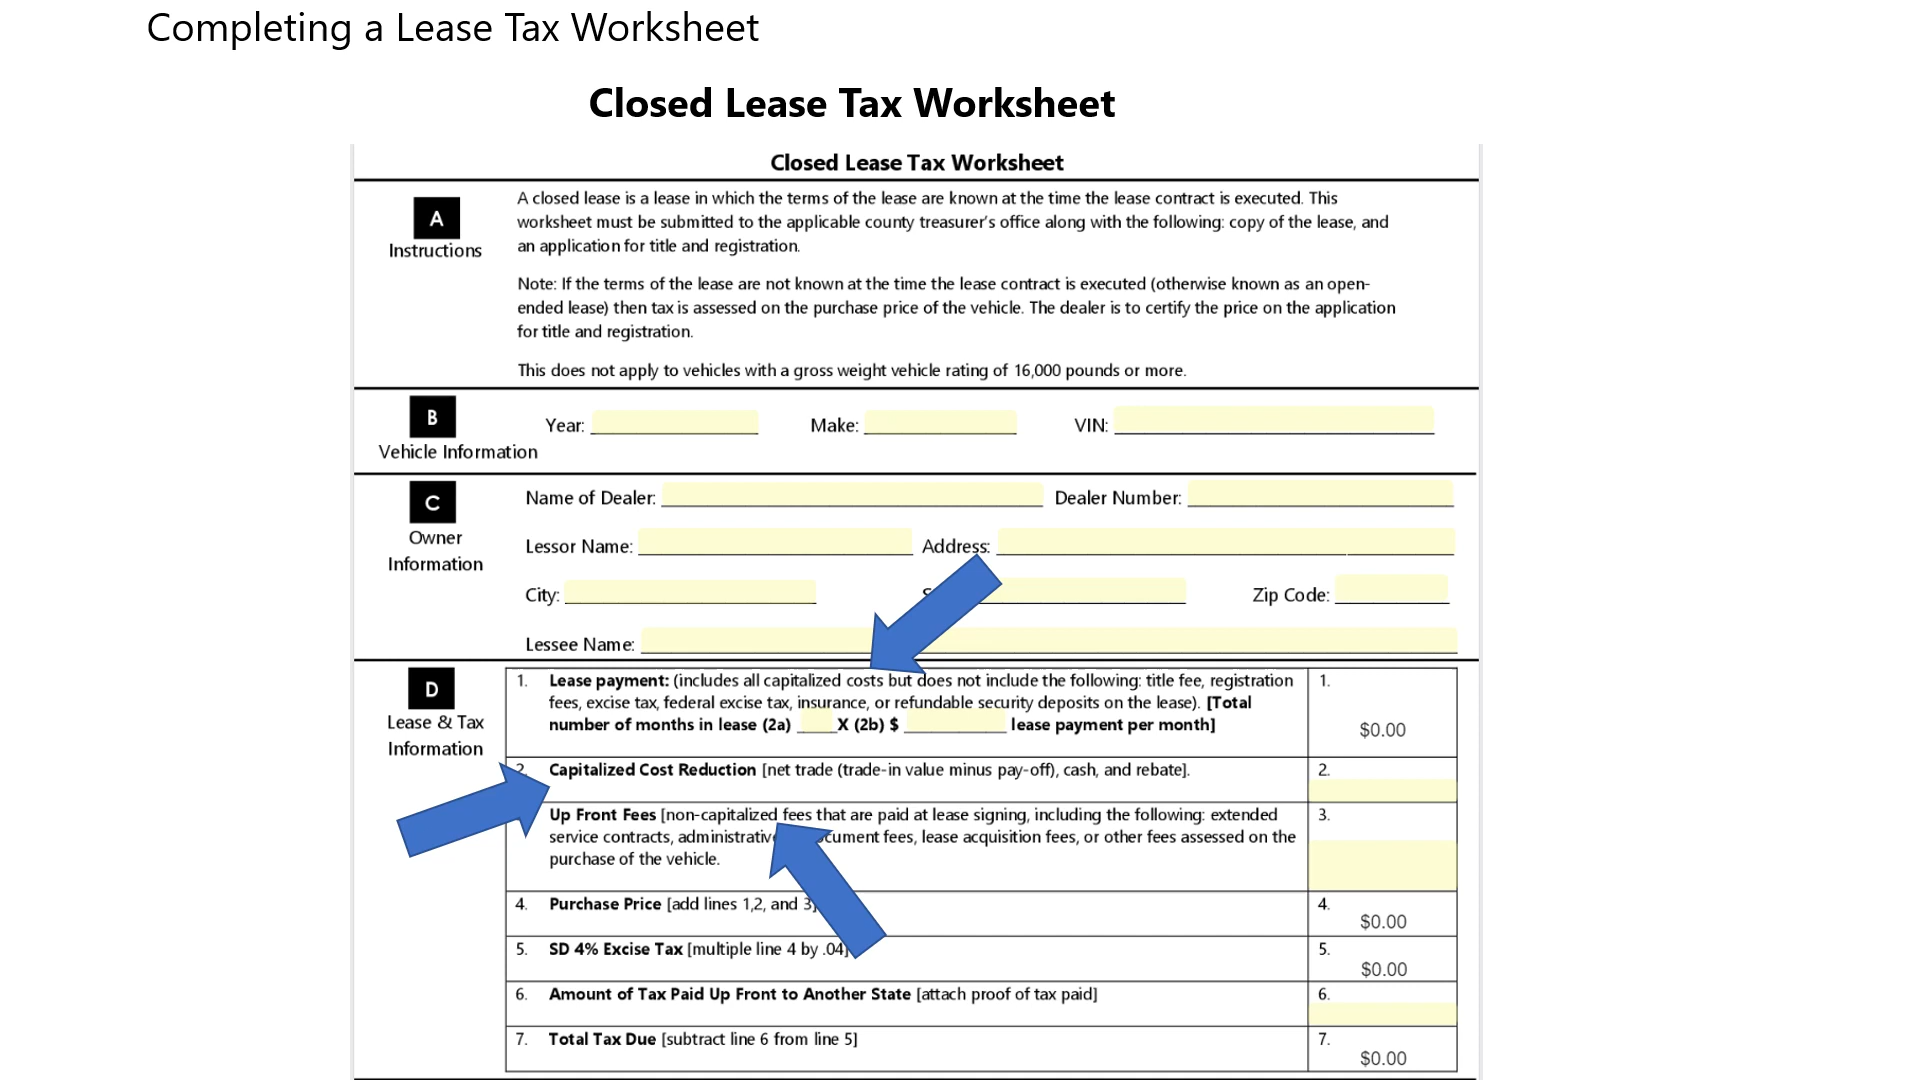 Completing a Lease Tax Worksheet
Closed Lease Tax Worksheet
Closed Lease Tax Worksheet
A
Instructions
A closed lease is a lease in which the terms of the lease are known at the time the lease contract is executed. This
worksheet must be submitted to the applicable county treasurer's office along with the following: copy of the lease, and
an application for title and registration.
Note: If the terms of the lease are not known at the time the lease contract is executed (otherwise known as an open-
ended lease) then tax is assessed on the purchase price of the vehicle. The dealer is to certify the price on the application
for title and registration.
This does not apply to vehicles with a gross weight vehicle rating of 16,000 pounds or more.
B
Vehicle Information
Year: Make: VIN:
C
Owner
Information
Name of Dealer: Dealer Number:
Lessor Name: Address:
City: Zip Code:
Lessee Name:
D
Lease & Tax
Information
1. Lease payment: (includes all capitalized costs but does not include the following: title fee, registration 1.
fees, excise tax, federal excise tax, insurance, or refundable security deposits on the lease). [Total
number of months in lease (2a) X (2b) $ lease payment per month] $0.00
2. Capitalized Cost Reduction [net trade (trade-in value minus pay-off), cash, and rebate]. 2.
Up Front Fees [non-capitalized fees that are paid at lease signing, including the following: extended 3.
service contracts, administrative fees, lease acquisition fees, or other fees assessed on the
purchase of the vehicle.
4. Purchase Price [add lines 1,2, and 3] 4. $0.00
5. SD 4% Excise Tax [multiple line 4 by .04] 5. $0.00
6. Amount of Tax Paid Up Front to Another State [attach proof of tax paid] 6.
7. Total Tax Due [subtract line 6 from line 5] 7. $0.00